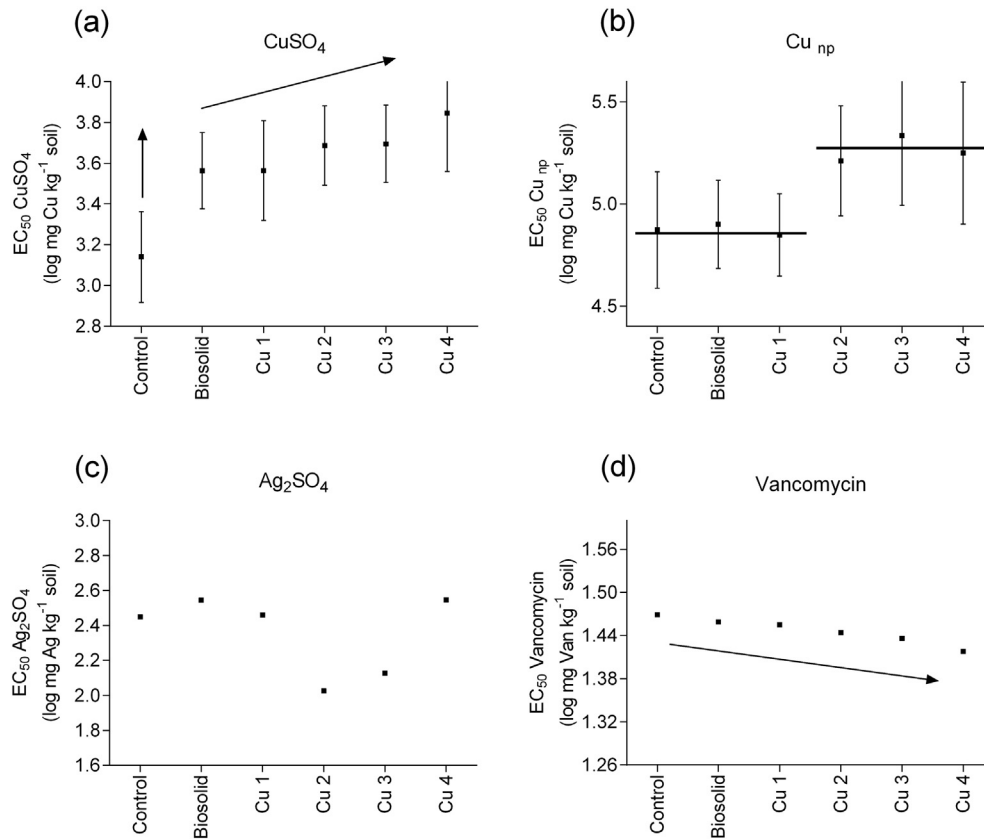 (a)
CuSO4
EC50 CuSO4
(log mg Cu kg-1 soil)
4.0
3.8
3.6
3.4
3.2
3.0
2.8
Control
Biosolid
Cu 1
Cu 2
Cu 3
Cu 4
(b)
Cu np
EC50 Cu np
(log mg Cu kg-1 soil)
5.5
5.0
4.5
Control
Biosolid
Cu 1
Cu 2
Cu 3
Cu 4
(c)
Ag2SO4
EC50 Ag2SO4
(log mg Ag kg-1 soil)
3.0
2.8
2.6
2.4
2.2
2.0
1.8
1.6
Control
Biosolid
Cu 1
Cu 2
Cu 3
Cu 4
(d)
Vancomycin
EC50 Vancomycin
(log mg Van kg-1 soil)
1.56
1.50
1.44
1.38
1.32
1.26
Control
Biosolid
Cu 1
Cu 2
Cu 3
Cu 4